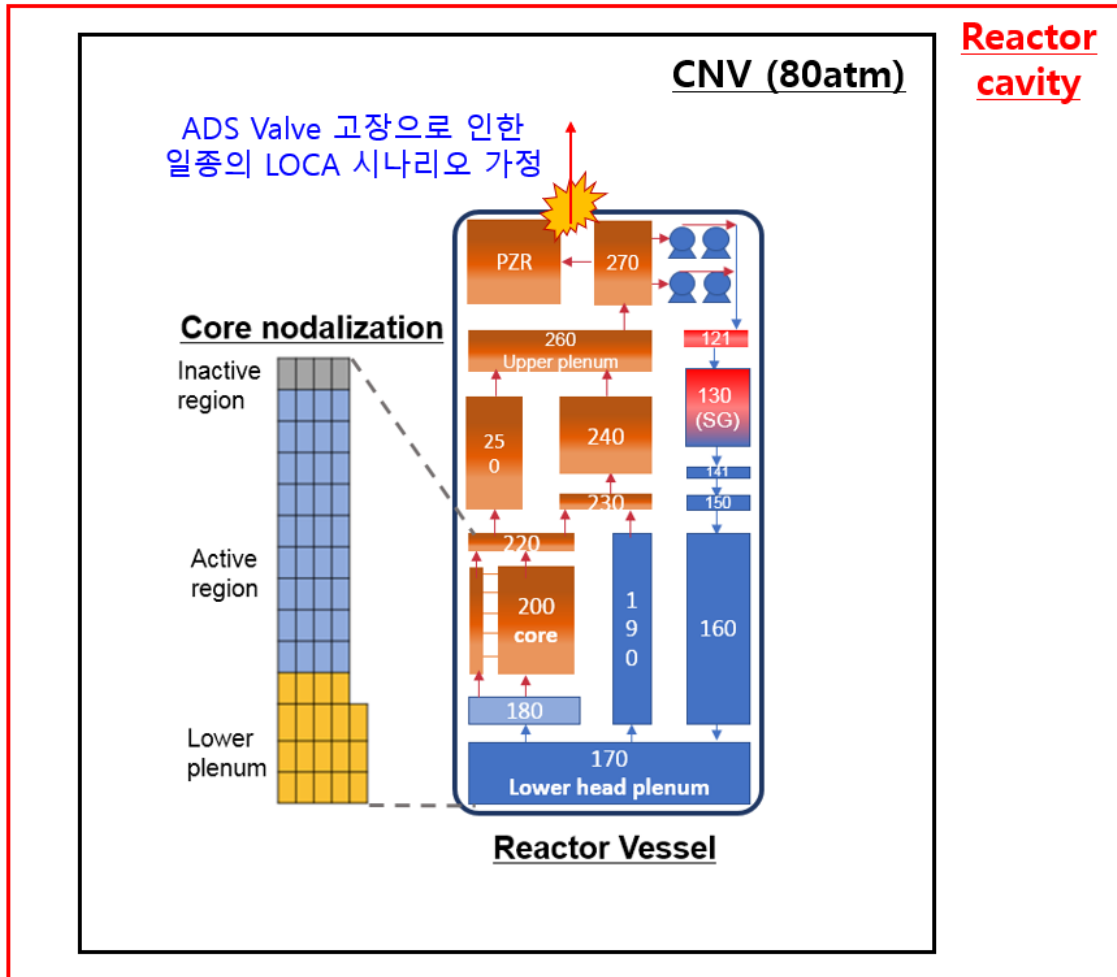 Reactor
cavity
CNV (80atm)
ADS Valve 고장으로 인한
일종의 LOCA 시나리오 가정
PZR
270
Core nodalization
260
Upper plenum
121
Inactive
region
130
(SG)
25
0
240
141
150
230
220
Active
region
200
core
1
9
0
160
180
Lower
plenum
170
Lower head plenum
Reactor Vessel